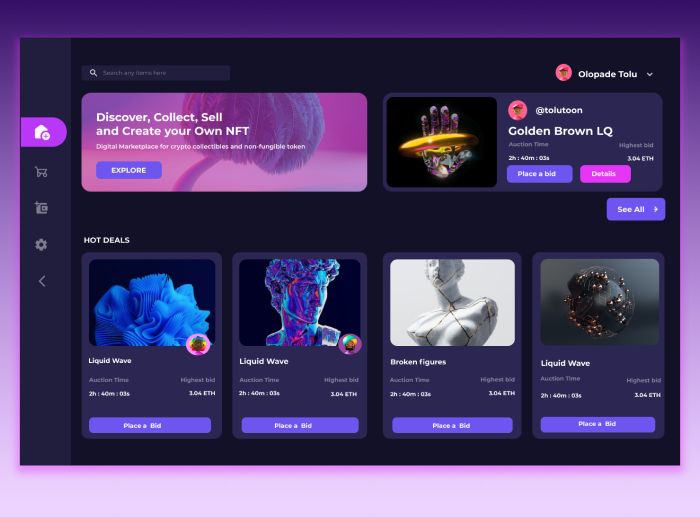 Search any items here
Olopade Tolu
Discover, Collect, Sell
and Create your Own NFT
Digital Marketplace for crypto collectibles and non-fungible token
EXPLORE
@tolutoon
Golden Brown LQ
Auction Time Highest bid
2h : 40m : 03s 3.04 ETH
Place a bid Details
See All
HOT DEALS
Liquid Wave
Auction Time Highest bid
2h : 40m : 03s 3.04 ETH
Place a Bid
Liquid Wave
Auction Time Highest bid
2h : 40m : 03s 3.04 ETH
Place a Bid
Broken figures
Auction Time Highest bid
2h : 40m : 03s 3.04 ETH
Place a Bid
Liquid Wave
Auction Time Highest bid
2h : 40m : 03s 3.04 ETH
Place a Bid